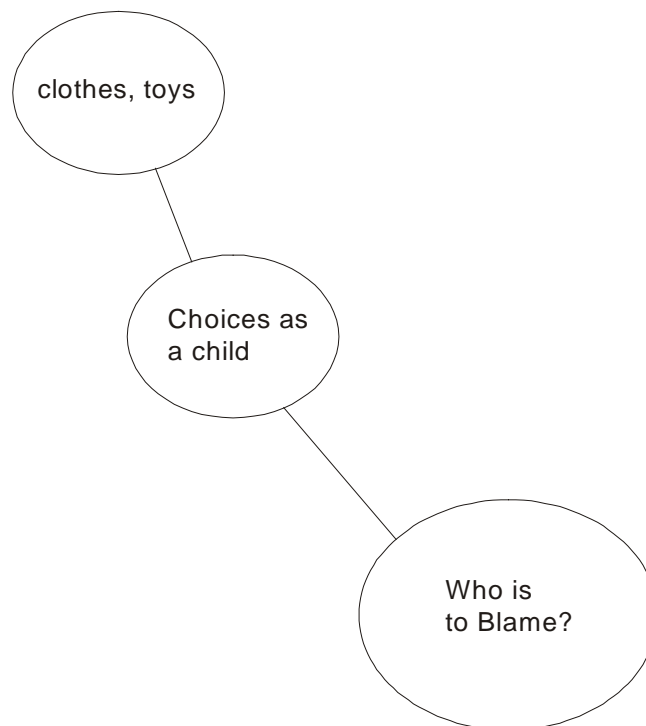 clothes, toys
Choices as
a child
Who is
to Blame?